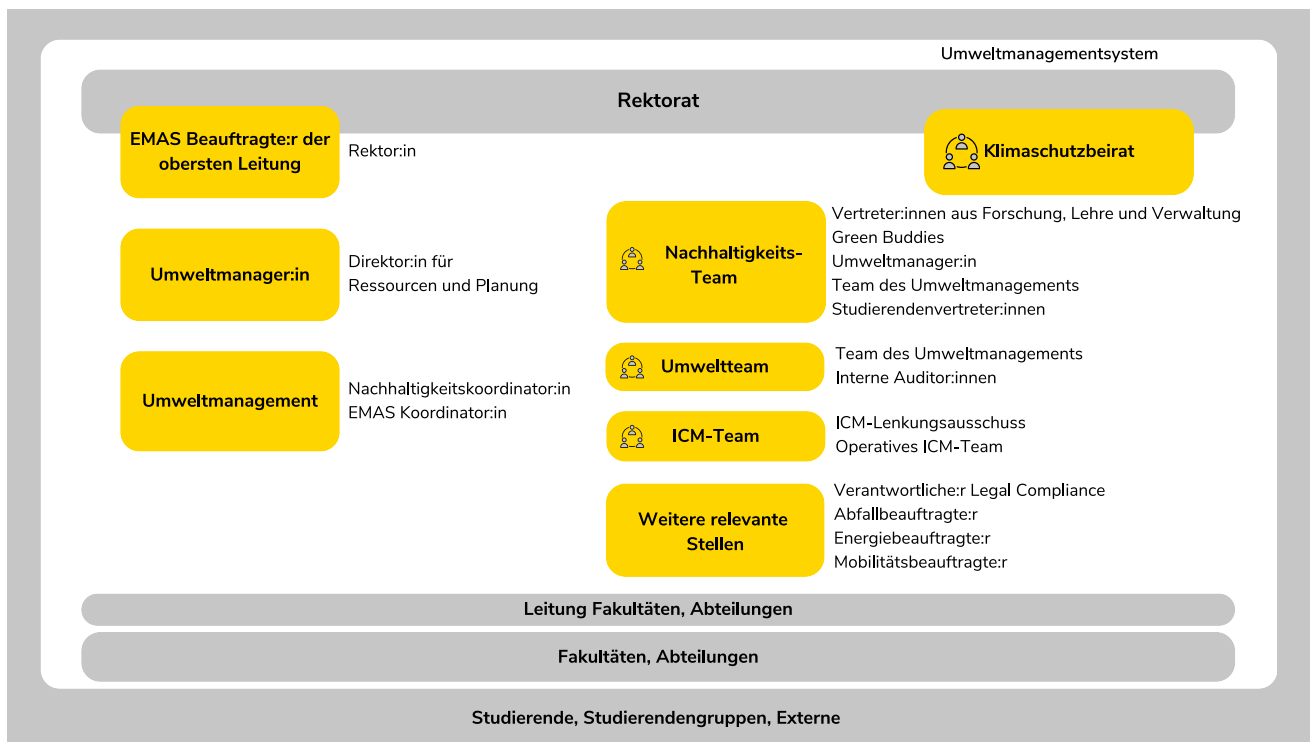 Umweltmanagementsystem
Rektorat
EMAS Beauftragte:r der
obersten Leitung
Rektor:in
Klimaschutzbeirat
Umweltmanager:in
Direktor:in für
Ressourcen und Planung
Umweltmanagement
Nachhaltigkeitskoordinator:in
EMAS Koordinator:in
Nachhaltigkeits-
Team
Vertreter:innen aus Forschung, Lehre und Verwaltung
Green Buddies
Umweltmanager:in
Team des Umweltmanagements
Studierendenvertreter:innen
Umweltteam
Team des Umweltmanagements
Interne Auditor:innen
ICM-Team
ICM-Lenkungsausschuss
Operatives ICM-Team
Weitere relevante
Stellen
Verantwortliche:r Legal Compliance
Abfallbeauftragte:r
Energiebeauftragte:r
Mobilitätsbeauftragte:r
Leitung Fakultäten, Abteilungen
Fakultäten, Abteilungen
Studierende, Studierendengruppen, Externe